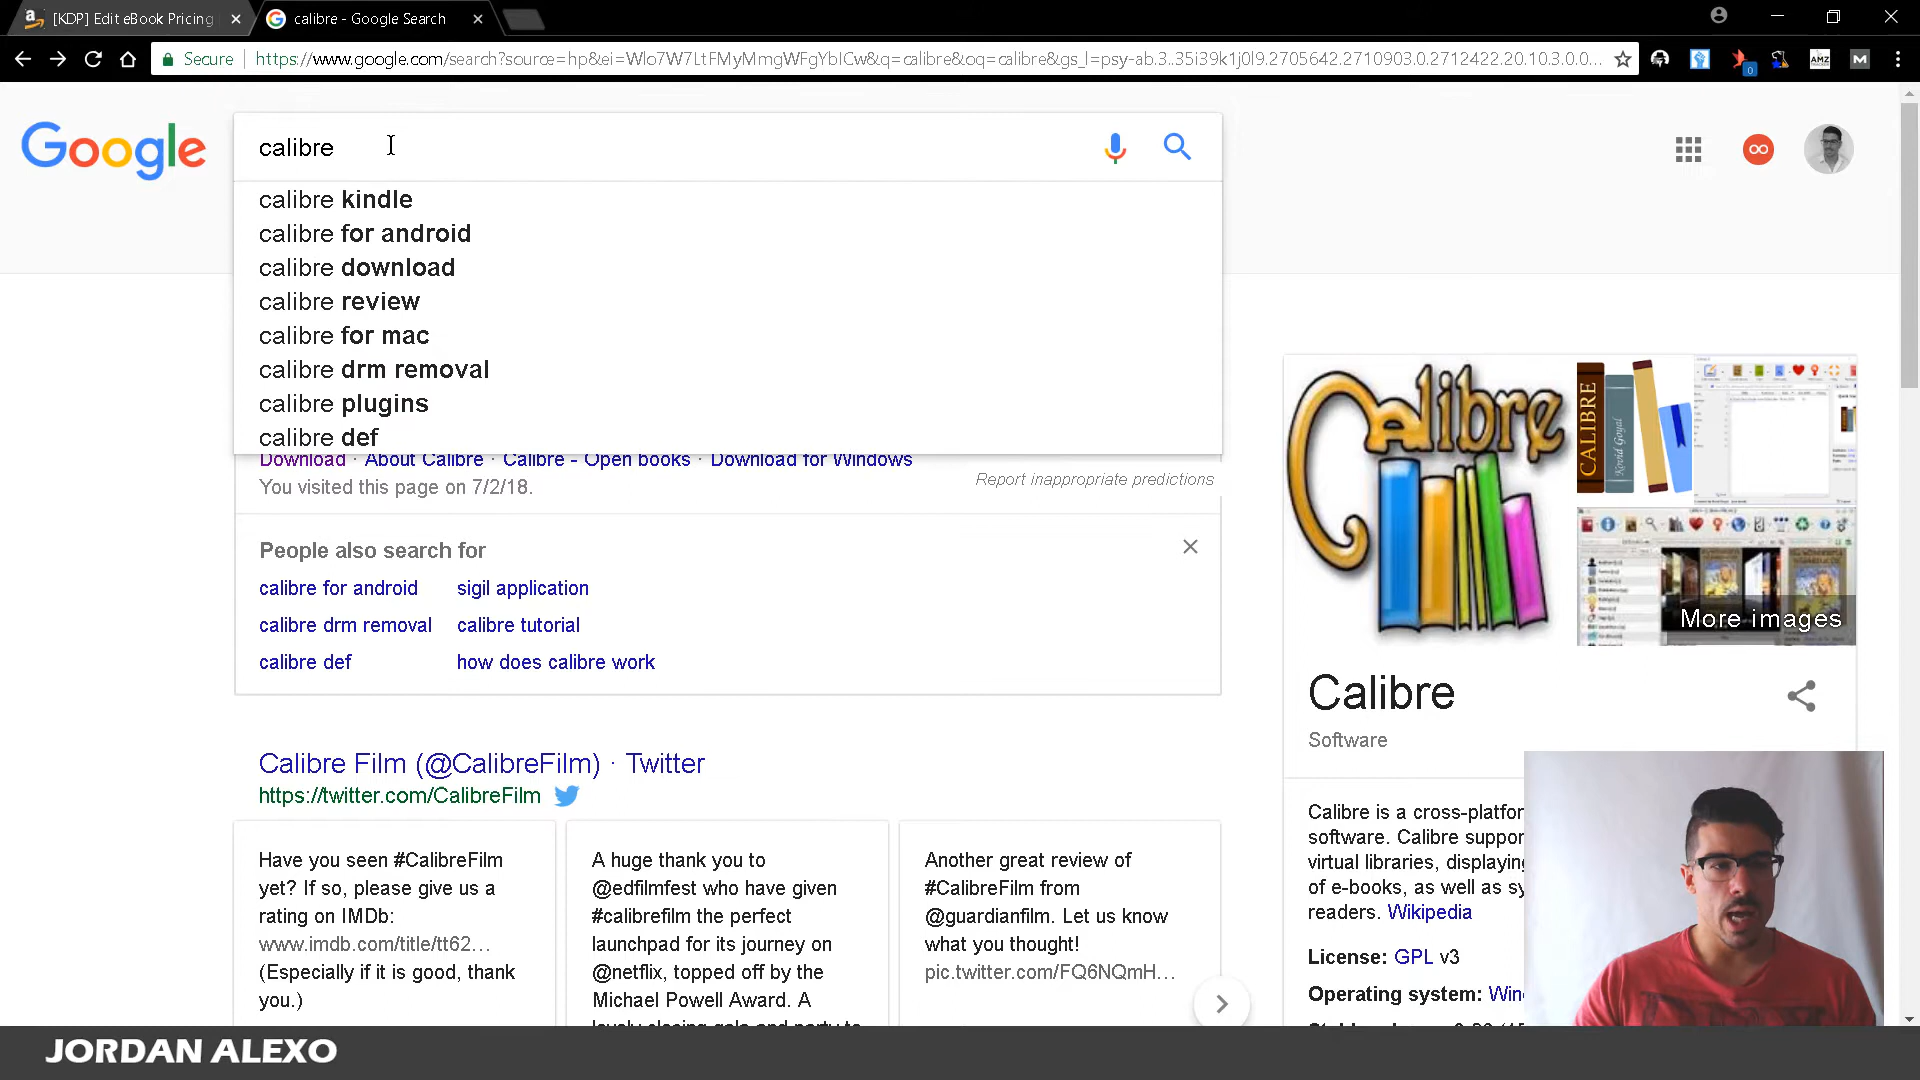 [KDP] Edit eBook Pricing
calibre - Google Search
Secure
https://www.google.com/search?source=hp&ei=Wlo7W7LtFMyMmgWFgYbICw&q=calibre&oq=calibre&gs_l=psy-ab.3..35i39k1j0l9.2705642.2710903.0.2712422.20.10.3.0.0...
0
AMZ
M
Google
calibre
calibre kindle
calibre for android
calibre download
calibre review
calibre for mac
calibre drm removal
calibre plugins
calibre def
Download · About Calibre · Calibre - Open books · Download for Windows
You visited this page on 7/2/18.
Report inappropriate predictions
People also search for
calibre for android
sigil application
calibre drm removal
calibre tutorial
calibre def
how does calibre work
Calibre Film (@CalibreFilm) · Twitter
https://twitter.com/CalibreFilm
Have you seen #CalibreFilm
yet? If so, please give us a
rating on IMDb:
www.imdb.com/title/tt62...
(Especially if it is good, thank
you.)
A huge thank you to
@edfilmfest who have given
#calibrefilm the perfect
launchpad for its journey on
@netflix, topped off by the
Michael Powell Award. A
Another great review of
#CalibreFilm from
@guardianfilm. Let us know
what you thought!
pic.twitter.com/FQ6NQmH...
Calibre
CALIBRE
Kovid Goyal
More images
Calibre
Software
Calibre is a cross-platfor
software. Calibre suppor
virtual libraries, displaying
of e-books, as well as sy
readers. Wikipedia
License: GPL v3
Operating system: Win
JORDAN ALEXO